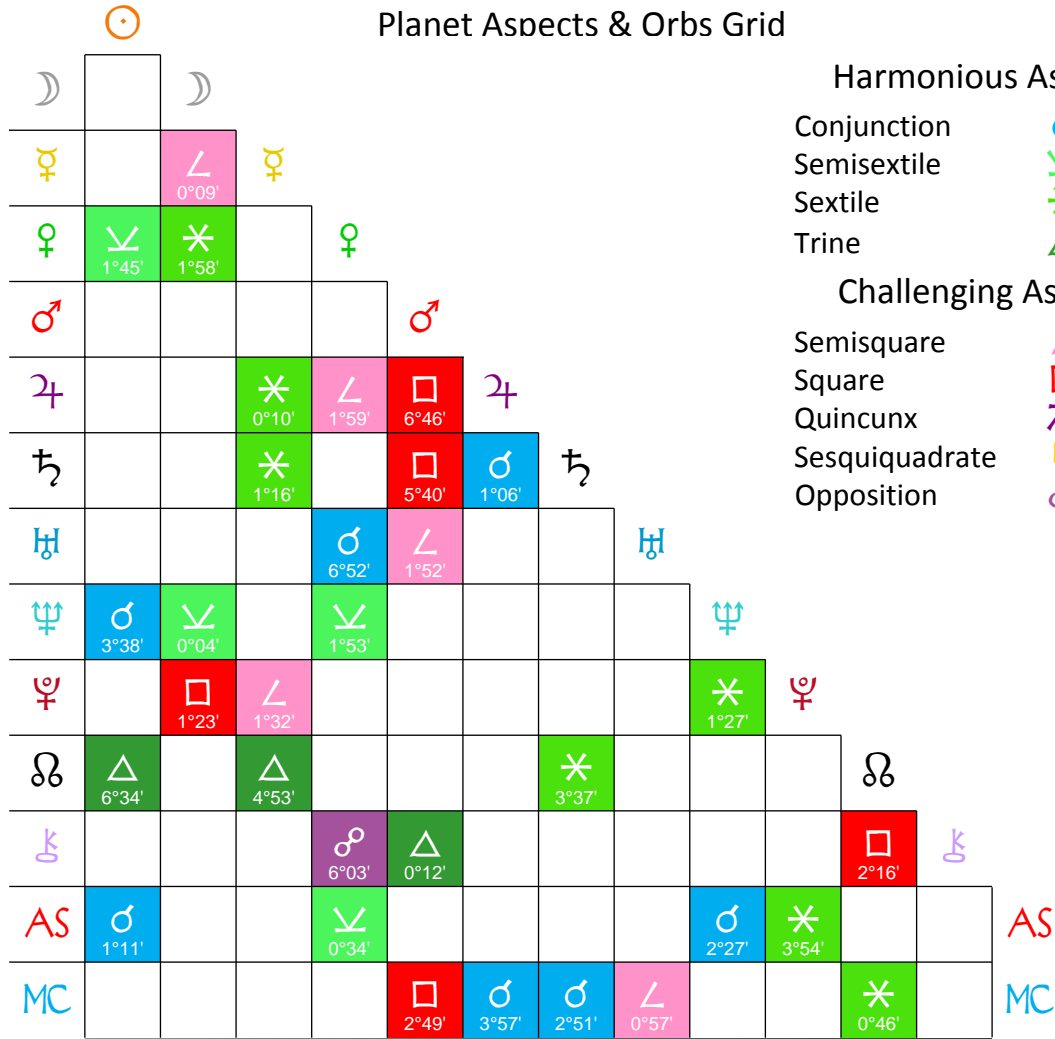 ☉
Planet Aspects & Orbs Grid
☽ ☽
Harmonious As
Conjunction ☌
Semisextile ⚺
Sextile ⚹
Trine △
☿ ∠ ☿
0°09'
♀ ⚺ ⚹ ♀
1°45' 1°58'
♂ ♂
Challenging As
Semisquare ∠
Square □
Quincunx ⚻
Sesquiquadrate
Opposition ☍
♃ ⚹ ∠ □ ♃
0°10' 1°59' 6°46'
♄ ⚹ □ ☌ ♄
1°16' 5°40' 1°06'
♅ ☌ ∠ ♅
6°52' 1°52'
♆ ☌ ⚺ ⚺ ♆
3°38' 0°04' 1°53'
♇ □ ∠ ⚹ ♇
1°23' 1°32' 1°27'
☊ △ △ ⚹ ☊
6°34' 4°53' 3°37'
⚷ ☍ △ □ ⚷
6°03' 0°12' 2°16'
AS ☌ ⚺ ☌ ⚹ AS
1°11' 0°34' 2°27' 3°54'
MC □ ☌ ☌ ∠ ⚹ MC
2°49' 3°57' 2°51' 0°57' 0°46'